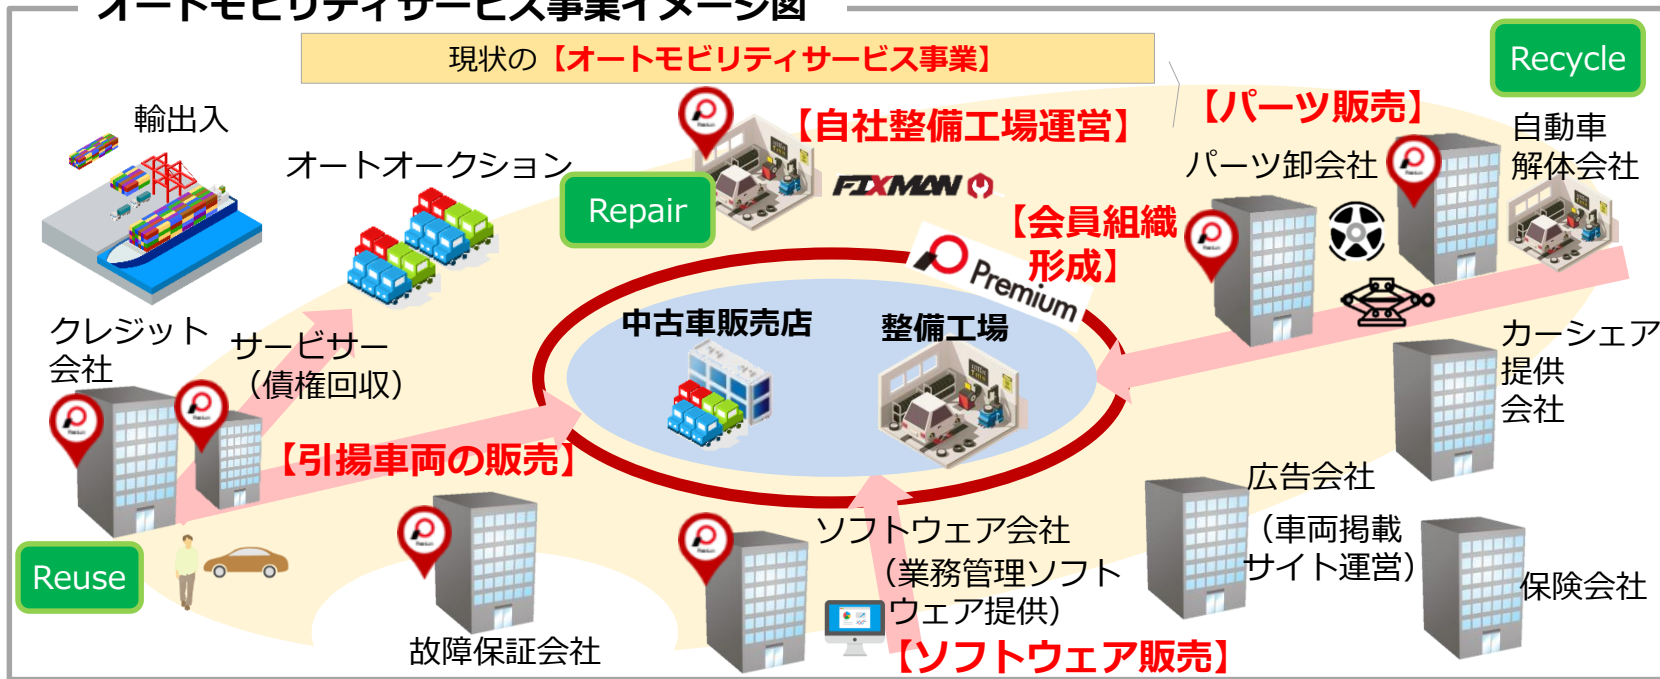 オートモビリティサービス事業イメージ図
現状の【オートモビリティサービス事業】
Recycle
輸出入
オートオークション
Repair
【自社整備工場運営】
FIXMAN
【パーツ販売】
パーツ卸会社
自動車
解体会社
【会員組織
形成】
Premium
中古車販売店
整備工場
クレジット
会社
サービサー
（債権回収）
【引揚車両の販売】
カーシェア
提供
会社
Reuse
故障保証会社
ソフトウェア会社
（業務管理ソフト
ウェア提供）
【ソフトウェア販売】
広告会社
（車両掲載
サイト運営）
保険会社